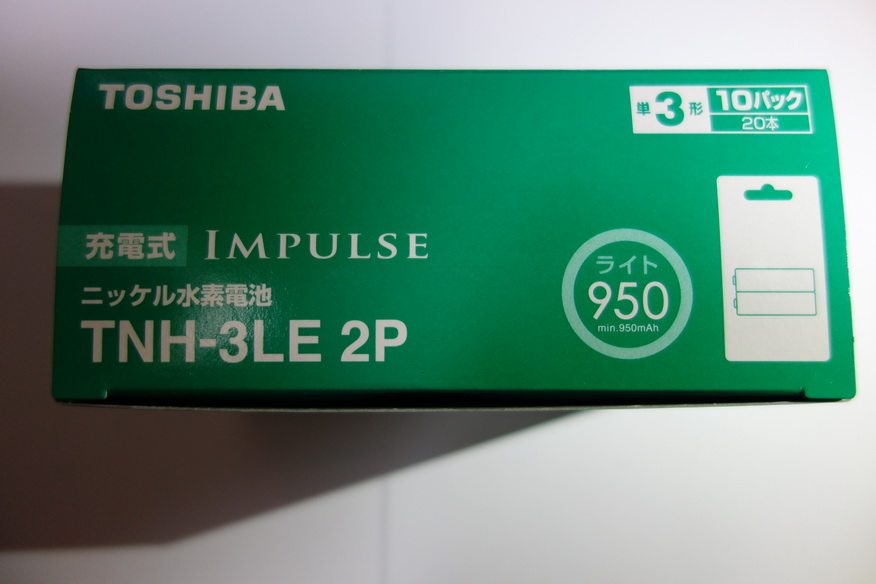 TOSHIBA
単3形 10パック
20本
充電式 IMPULSE
ニッケル水素電池
TNH-3LE 2P
ライト
950
min.950mAh